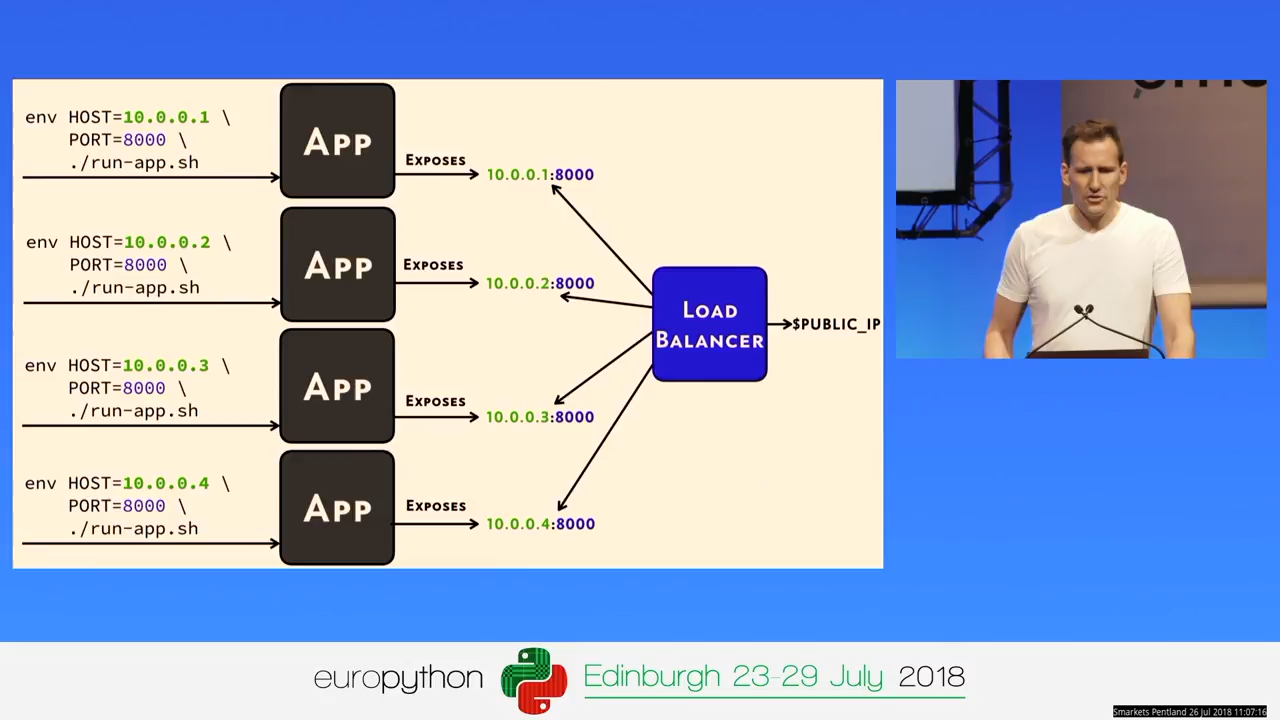 env HOST=10.0.0.1 \
PORT=8000 \
./run-app.sh
APP
EXPOSES
10.0.0.1:8000
env HOST=10.0.0.2 \
PORT=8000 \
./run-app.sh
APP
EXPOSES
10.0.0.2:8000
env HOST=10.0.0.3 \
PORT=8000 \
./run-app.sh
APP
EXPOSES
10.0.0.3:8000
env HOST=10.0.0.4 \
PORT=8000 \
./run-app.sh
APP
EXPOSES
10.0.0.4:8000
LOAD
BALANCER
$PUBLIC_IP
europython
Edinburgh 23-29 July 2018
Smarkets Pentland 26 Jul 2018 11:07:16